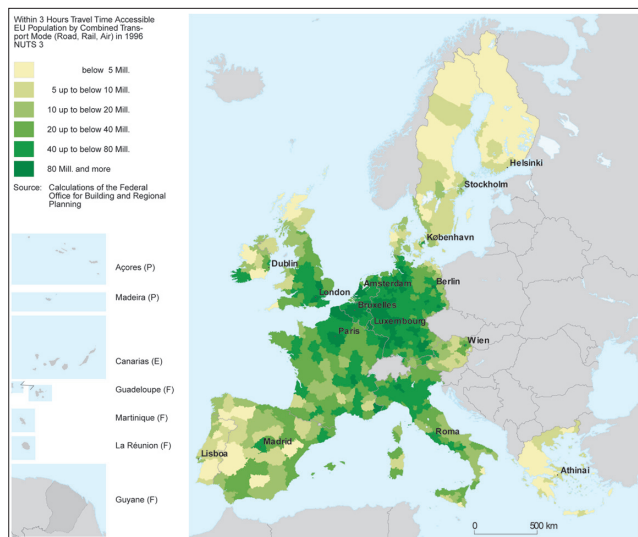 Within 3 Hours Travel Time Accessible
EU Population by Combined Trans-
port Mode (Road, Rail, Air) in 1996
NUTS 3
below 5 Mill.
5 up to below 10 Mill.
10 up to below 20 Mill.
20 up to below 40 Mill.
40 up to below 80 Mill.
80 Mill. and more
Source: Calculations of the Federal
Office for Building and Regional
Planning
Açores (P)
Madeira (P)
Canarias (E)
Guadeloupe (F)
Martinique (F)
La Réunion (F)
Guyane (F)
Helsinki
Stockholm
København
Dublin
Amsterdam
Berlin
London
Bruxelles
Luxembourg
Paris
Wien
Roma
Madrid
Lisboa
Athinai
0 500 km